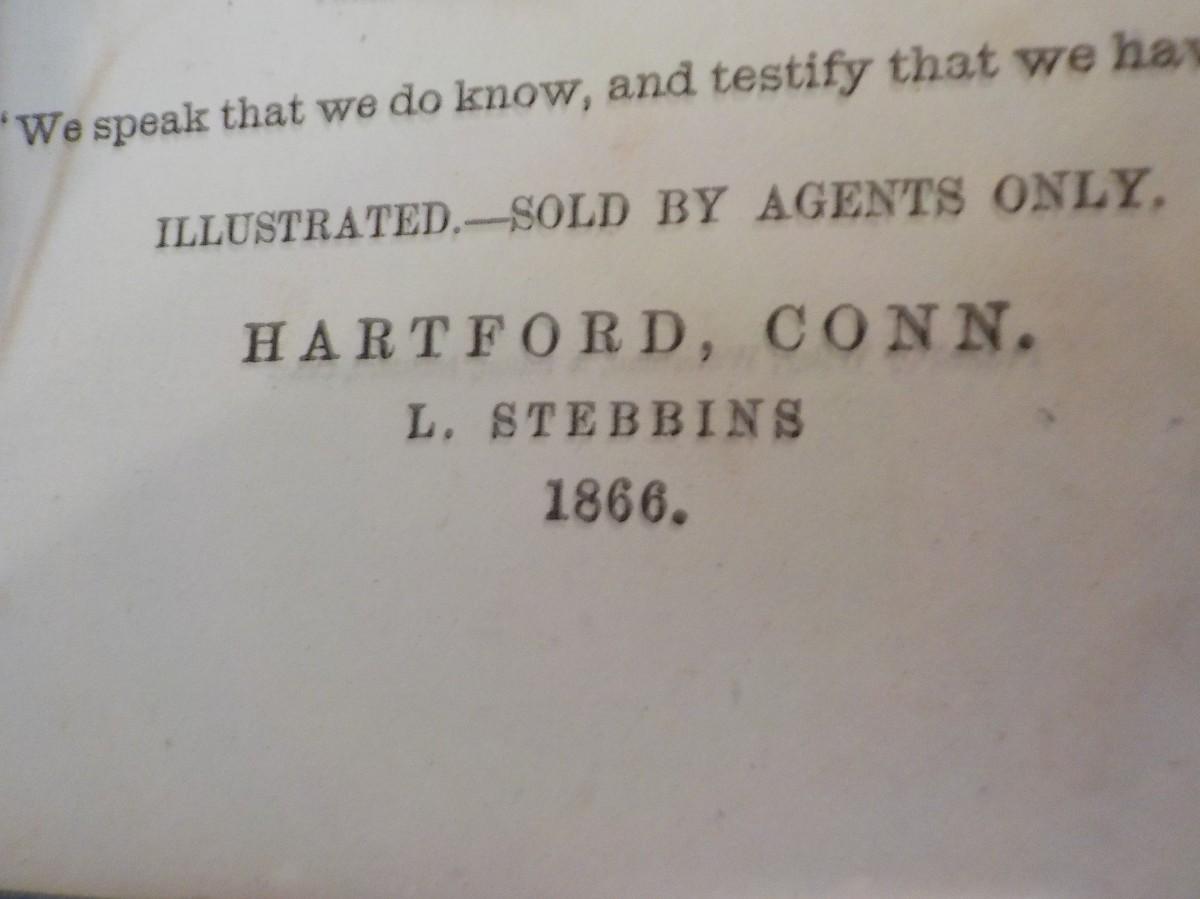 ‘We speak that we do know, and testify that we hav
ILLUSTRATED.—SOLD BY AGENTS ONLY.
HARTFORD, CONN.
L. STEBBINS
1866.